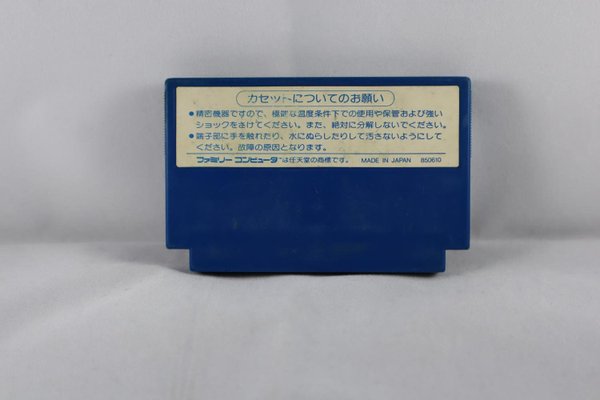 カセットについてのお願い
●精密機器ですので、極端な温度条件下での使用や保管および強い
ショックをさけてください。また、絶対に分解しないでください。
●端子部に手を触れたり、水にぬらしたりして汚さないようにして
ください。故障の原因となります。
ファミリーコンピュータ™は任天堂の商標です。 MADE IN JAPAN 850610